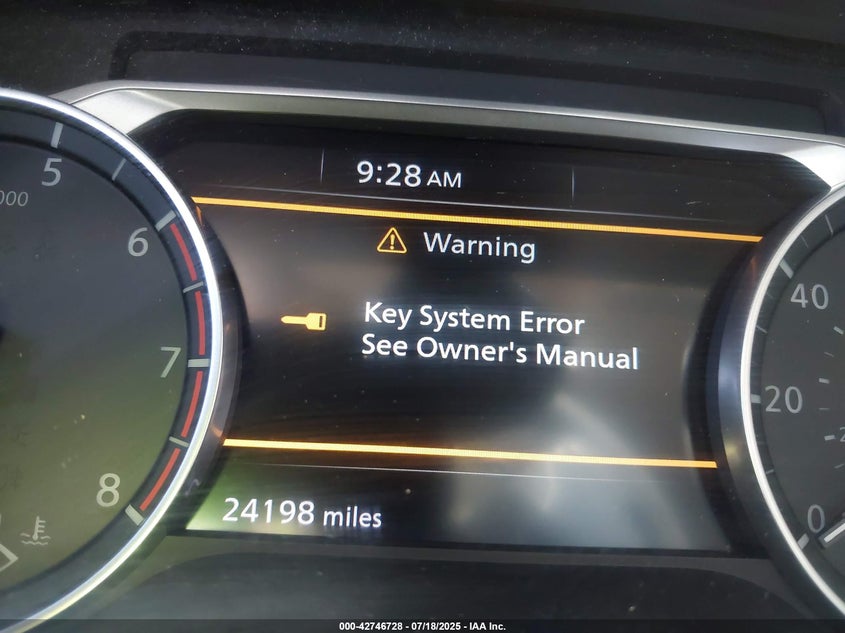 9:28 AM
Warning
Key System Error
See Owner's Manual
24198 miles
5
000
6
7
8
40
20
0
000-42746728 - 07/18/2025 - IAA Inc.